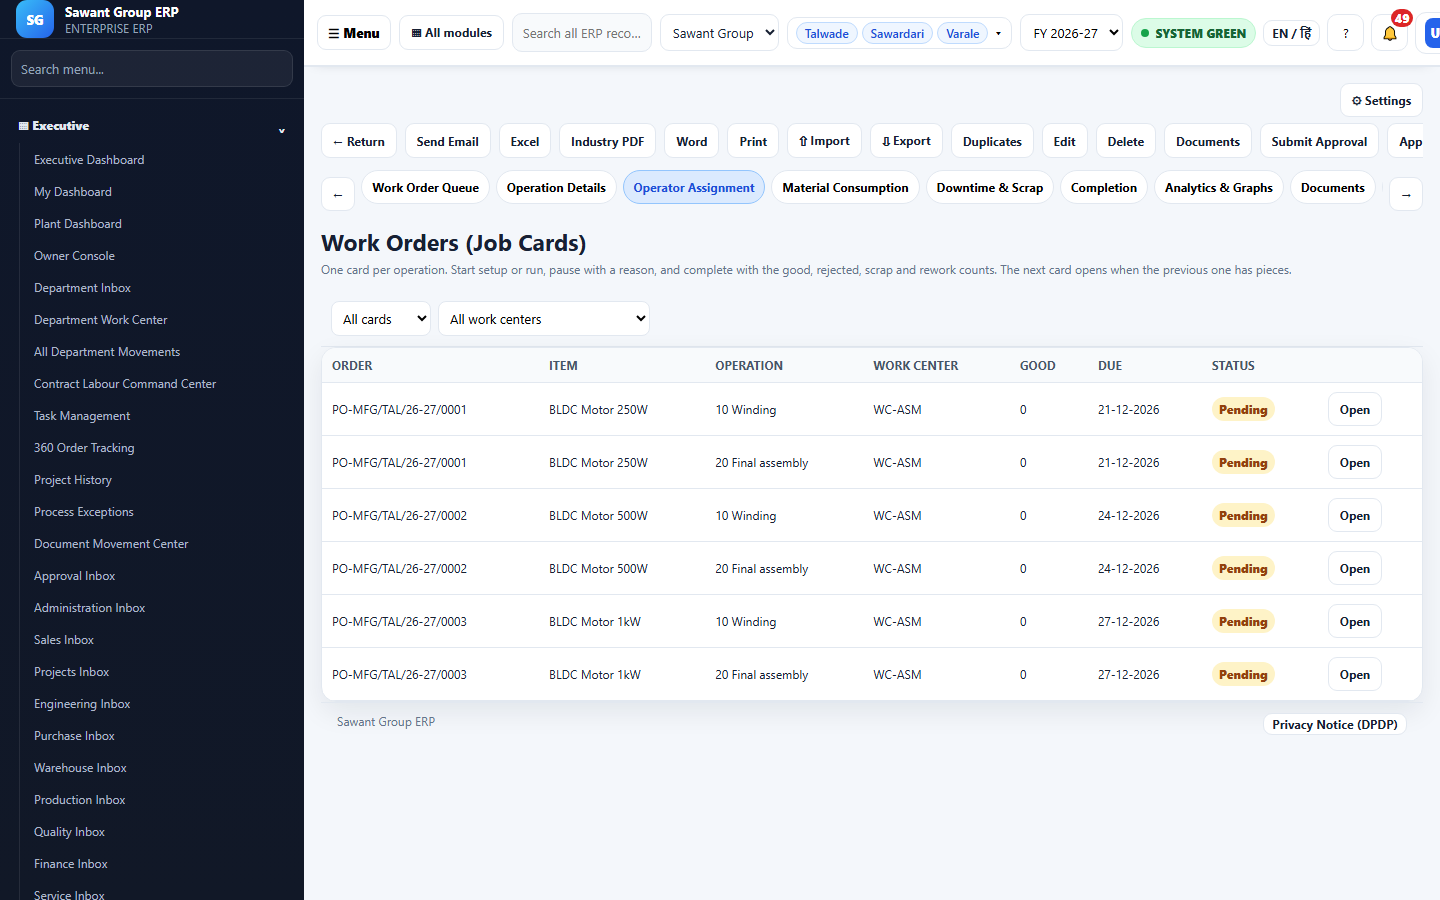 SG
Sawant Group ERP
ENTERPRISE ERP
Search menu...
Executive
Executive Dashboard
My Dashboard
Plant Dashboard
Owner Console
Department Inbox
Department Work Center
All Department Movements
Contract Labour Command Center
Task Management
360 Order Tracking
Project History
Process Exceptions
Document Movement Center
Approval Inbox
Administration Inbox
Sales Inbox
Projects Inbox
Engineering Inbox
Purchase Inbox
Warehouse Inbox
Production Inbox
Quality Inbox
Finance Inbox
Service Inbox
☰ Menu
All modules
Search all ERP reco...
Sawant Group
Talwade Sawardari Varale
FY 2026-27
SYSTEM GREEN
EN / हिं
?
49
U
⚙ Settings
← Return
Send Email
Excel
Industry PDF
Word
Print
⇧ Import
⇩ Export
Duplicates
Edit
Delete
Documents
Submit Approval
App
←
Work Order Queue
Operation Details
Operator Assignment
Material Consumption
Downtime & Scrap
Completion
Analytics & Graphs
Documents
→
Work Orders (Job Cards)
One card per operation. Start setup or run, pause with a reason, and complete with the good, rejected, scrap and rework counts. The next card opens when the previous one has pieces.
All cards
All work centers
ORDER ITEM OPERATION WORK CENTER GOOD DUE STATUS
PO-MFG/TAL/26-27/0001 BLDC Motor 250W 10 Winding WC-ASM 0 21-12-2026 Pending Open
PO-MFG/TAL/26-27/0001 BLDC Motor 250W 20 Final assembly WC-ASM 0 21-12-2026 Pending Open
PO-MFG/TAL/26-27/0002 BLDC Motor 500W 10 Winding WC-ASM 0 24-12-2026 Pending Open
PO-MFG/TAL/26-27/0002 BLDC Motor 500W 20 Final assembly WC-ASM 0 24-12-2026 Pending Open
PO-MFG/TAL/26-27/0003 BLDC Motor 1kW 10 Winding WC-ASM 0 27-12-2026 Pending Open
PO-MFG/TAL/26-27/0003 BLDC Motor 1kW 20 Final assembly WC-ASM 0 27-12-2026 Pending Open
Sawant Group ERP
Privacy Notice (DPDP)